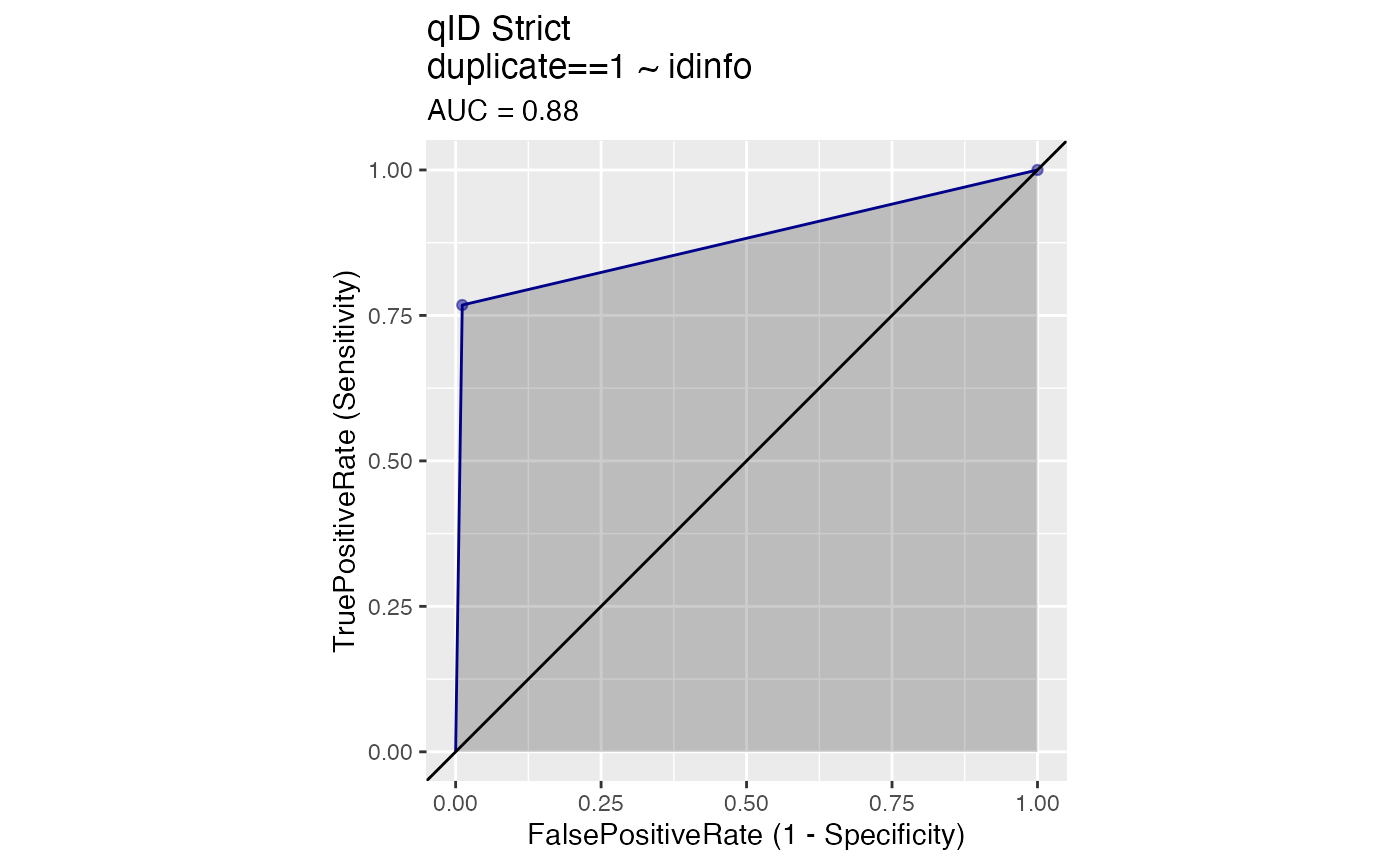 qID Strict
duplicate==1 ~ idinfo
AUC = 0.88
TruePositiveRate (Sensitivity)
1.00
0.75
0.50
0.25
0.00
0.00 0.25 0.50 0.75 1.00
FalsePositiveRate (1 - Specificity)